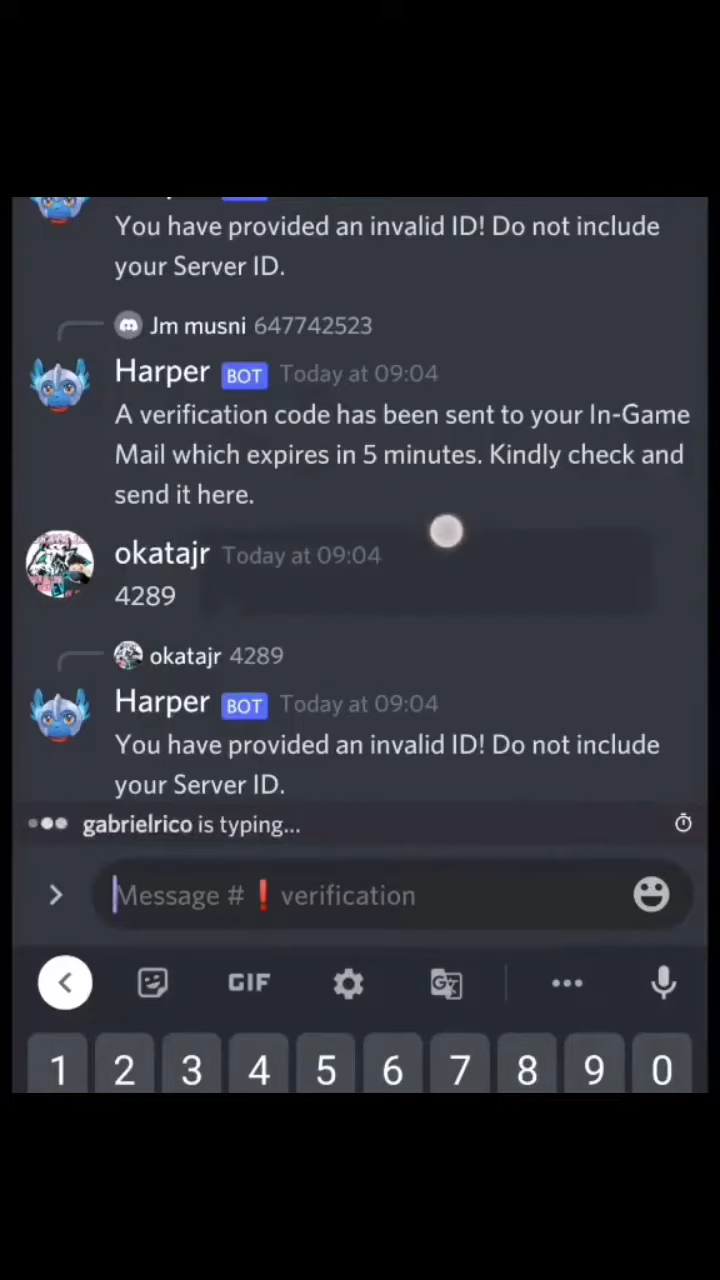 You have provided an invalid ID! Do not include
your Server ID.
Jm musni 647742523
Harper BOT Today at 09:04
A verification code has been sent to your In-Game
Mail which expires in 5 minutes. Kindly check and
send it here.
okatajr Today at 09:04
4289
okatajr 4289
Harper BOT Today at 09:04
You have provided an invalid ID! Do not include
your Server ID.
gabrielrico is typing...
Message #❗verification
GIF
1 2 3 4 5 6 7 8 9 0